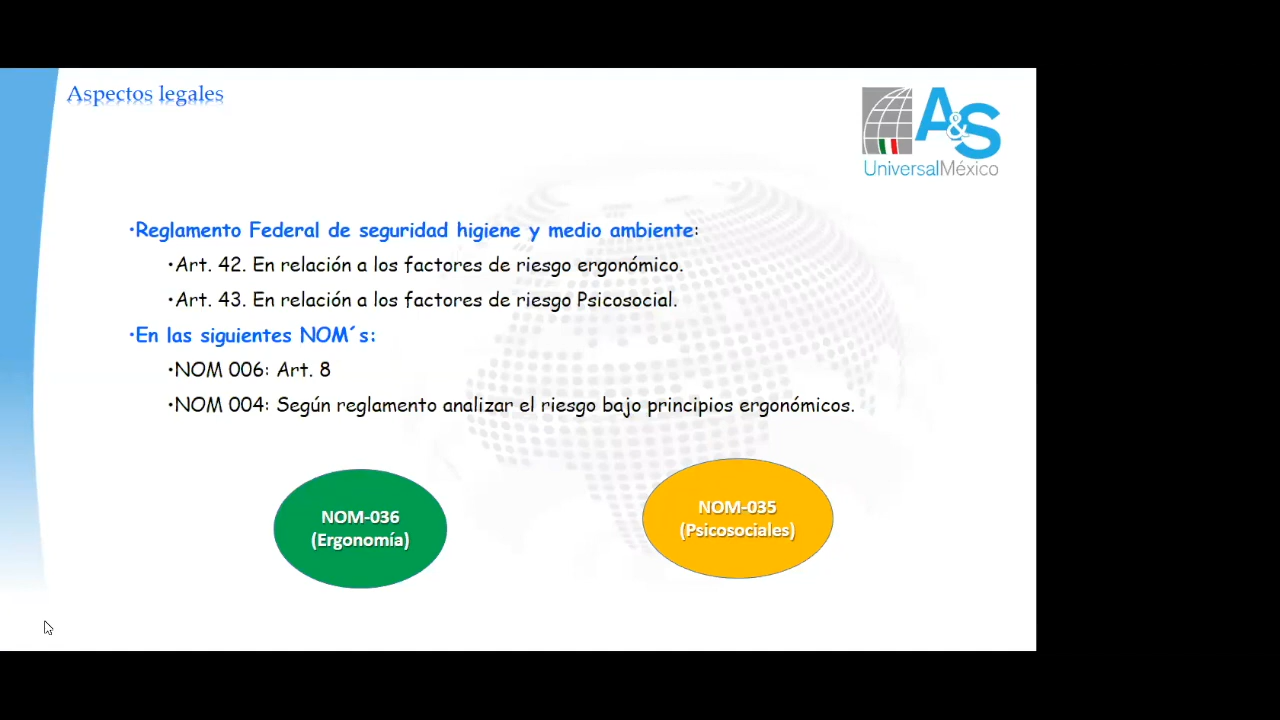 Aspectos legales
A&S
UniversalMéxico
•Reglamento Federal de seguridad higiene y medio ambiente:
•Art. 42. En relación a los factores de riesgo ergonómico.
•Art. 43. En relación a los factores de riesgo Psicosocial.
•En las siguientes NOM´s:
•NOM 006: Art. 8
•NOM 004: Según reglamento analizar el riesgo bajo principios ergonómicos.
NOM-036
(Ergonomía)
NOM-035
(Psicosociales)